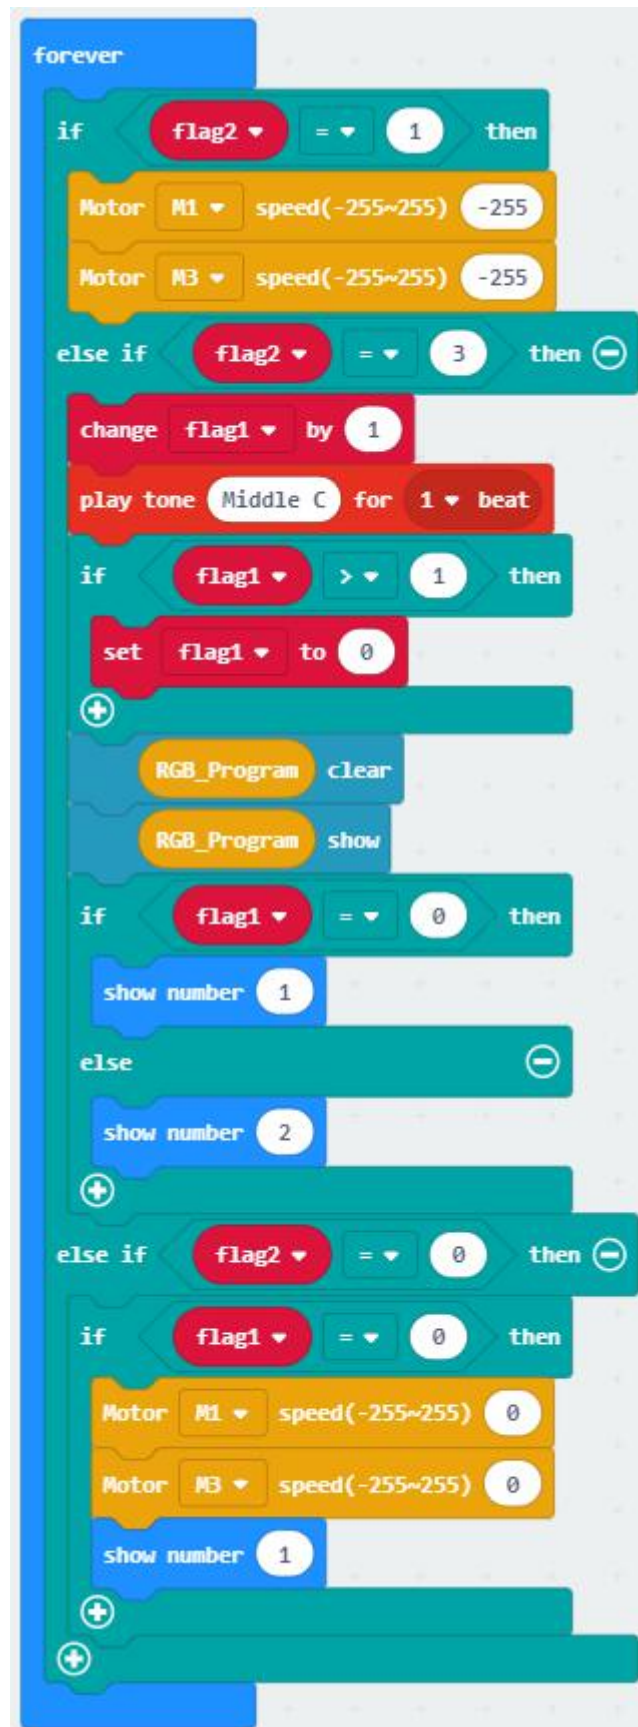 forever
if flag2 = 1 then
Motor M1 speed(-255~255) -255
Motor M3 speed(-255~255) -255
else if flag2 = 3 then
change flag1 by 1
play tone Middle C for 1 beat
if flag1 > 1 then
set flag1 to 0
RGB_Program clear
RGB_Program show
if flag1 = 0 then
show number 1
else
show number 2
else if flag2 = 0 then
if flag1 = 0 then
Motor M1 speed(-255~255) 0
Motor M3 speed(-255~255) 0
show number 1